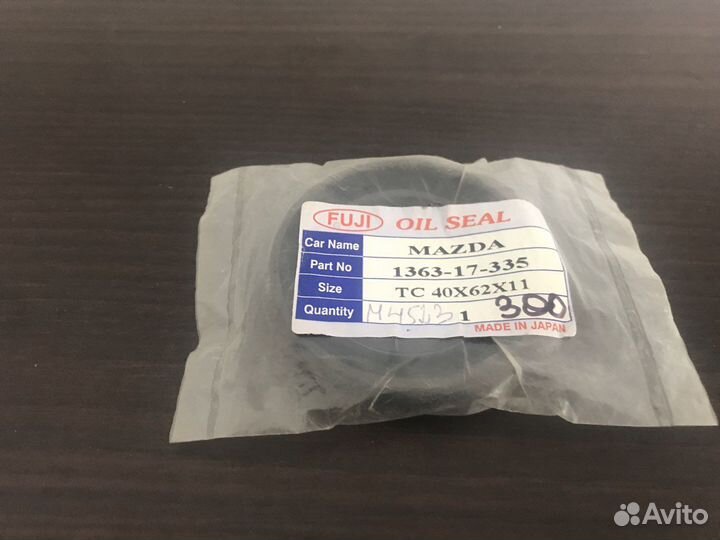 FUJI OIL SEAL
Car Name MAZDA
Part No 1363-17-335
Size TC 40X62X11
Quantity 1 300
MADE IN JAPAN
Avito